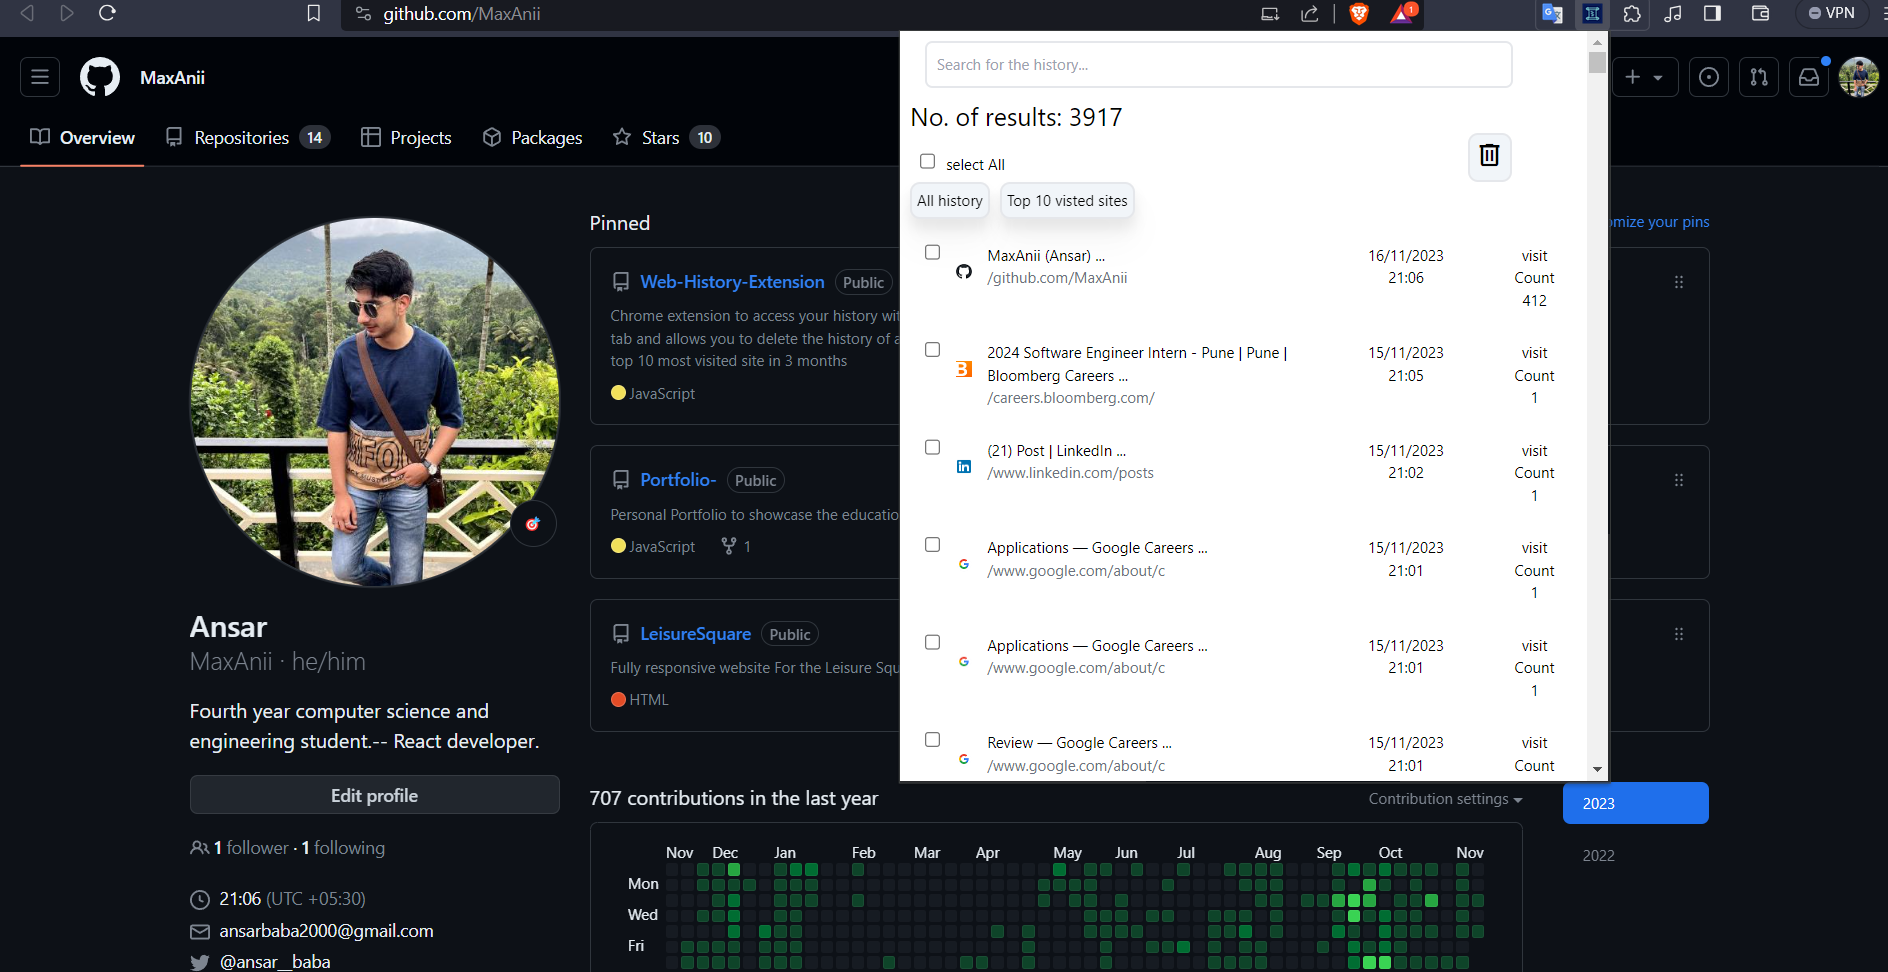 github.com/MaxAnii
1
VPN
MaxAnii
Overview
Repositories 14
Projects
Packages
Stars 10
Search for the history...
No. of results: 3917
select All
All history
Top 10 visted sites
MaxAnii (Ansar) ...
/github.com/MaxAnii
16/11/2023
21:06
visit
Count
412
2024 Software Engineer Intern - Pune | Pune |
Bloomberg Careers ...
/careers.bloomberg.com/
15/11/2023
21:05
visit
Count
1
(21) Post | LinkedIn ...
/www.linkedin.com/posts
15/11/2023
21:02
visit
Count
1
Applications — Google Careers ...
/www.google.com/about/c
15/11/2023
21:01
visit
Count
1
Applications — Google Careers ...
/www.google.com/about/c
15/11/2023
21:01
visit
Count
1
Review — Google Careers ...
/www.google.com/about/c
15/11/2023
21:01
visit
Count
Pinned
omize your pins
Web-History-Extension Public
Chrome extension to access your history wi
tab and allows you to delete the history of a
top 10 most visited site in 3 months
JavaScript
Portfolio- Public
Personal Portfolio to showcase the educatio
JavaScript 1
LeisureSquare Public
Fully responsive website For the Leisure Squ
HTML
Ansar
MaxAnii · he/him
Fourth year computer science and
engineering student.-- React developer.
Edit profile
1 follower · 1 following
21:06 (UTC +05:30)
ansarbaba2000@gmail.com
@ansar__baba
707 contributions in the last year
Contribution settings
2023
2022
Nov Dec Jan Feb Mar Apr May Jun Jul Aug Sep Oct Nov
Mon
Wed
Fri